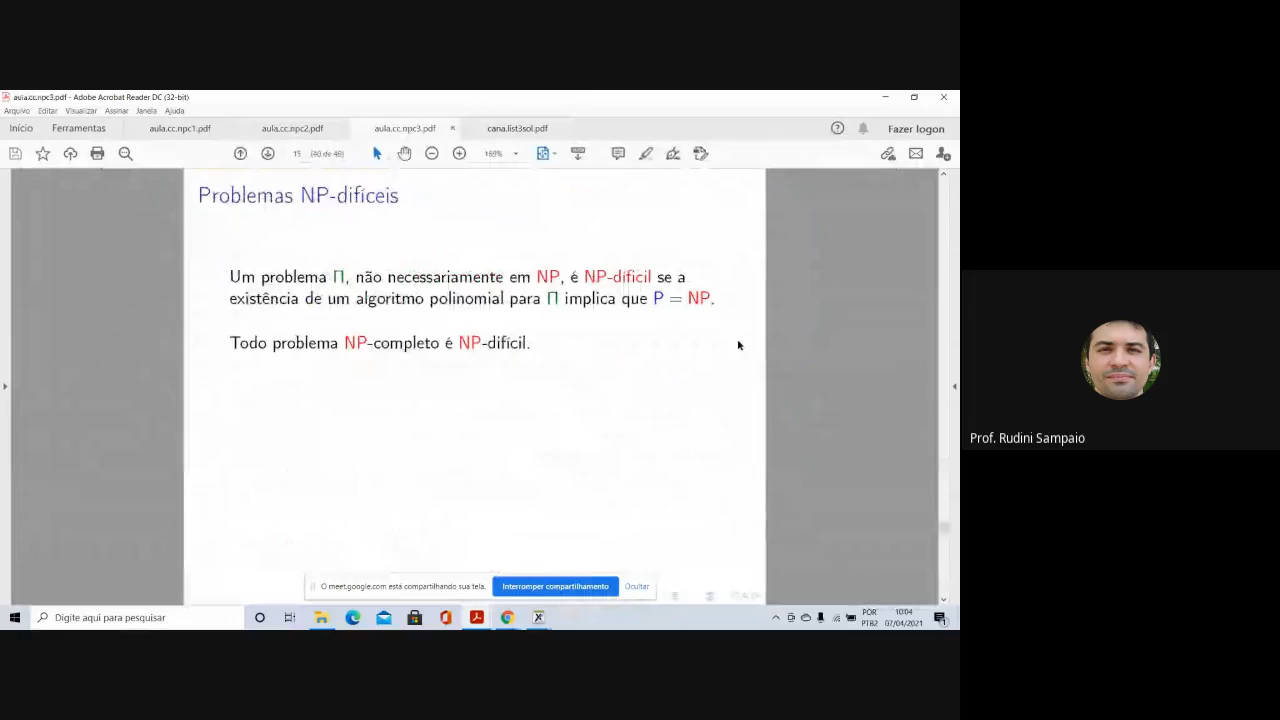 aula.cc.npc3.pdf - Adobe Acrobat Reader DC (32-bit)
Arquivo Editar Visualizar Assinar Janela Ajuda
Início Ferramentas aula.cc.npc1.pdf aula.cc.npc2.pdf aula.cc.npc3.pdf × cana.list3sol.pdf Fazer logon
15 (40 de 48) 159%
Problemas NP-difíceis
Um problema Π, não necessariamente em NP, é NP-difícil se a
existência de um algoritmo polinomial para Π implica que P = NP.
Todo problema NP-completo é NP-difícil.
Prof. Rudini Sampaio
O meet.google.com está compartilhando sua tela. Interromper compartilhamento Ocultar
Digite aqui para pesquisar
POR 10:04
PTB2 07/04/2021